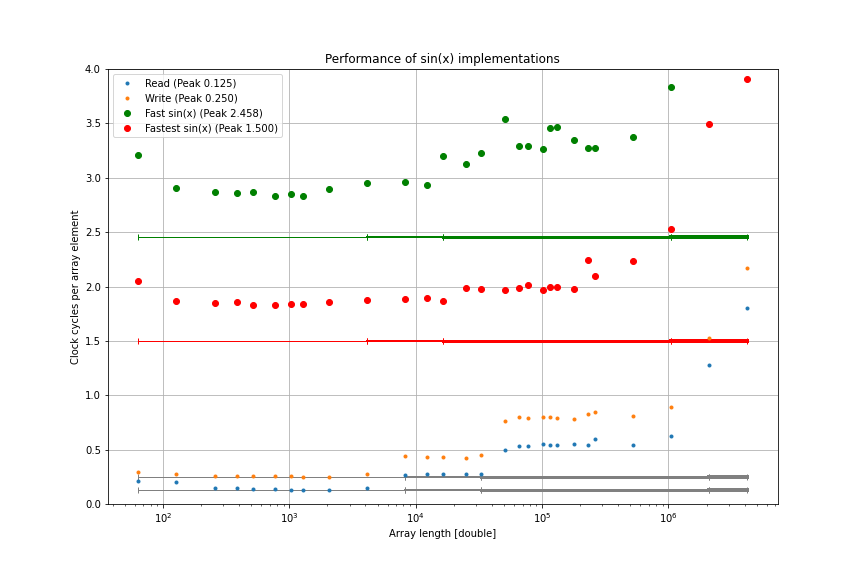 Performance of sin(x) implementations
Read (Peak 0.125)
Write (Peak 0.250)
Fast sin(x) (Peak 2.458)
Fastest sin(x) (Peak 1.500)
Clock cycles per array element
4.0
3.5
3.0
2.5
2.0
1.5
1.0
0.5
0.0
10² 10³ 10⁴ 10⁵ 10⁶
Array length [double]